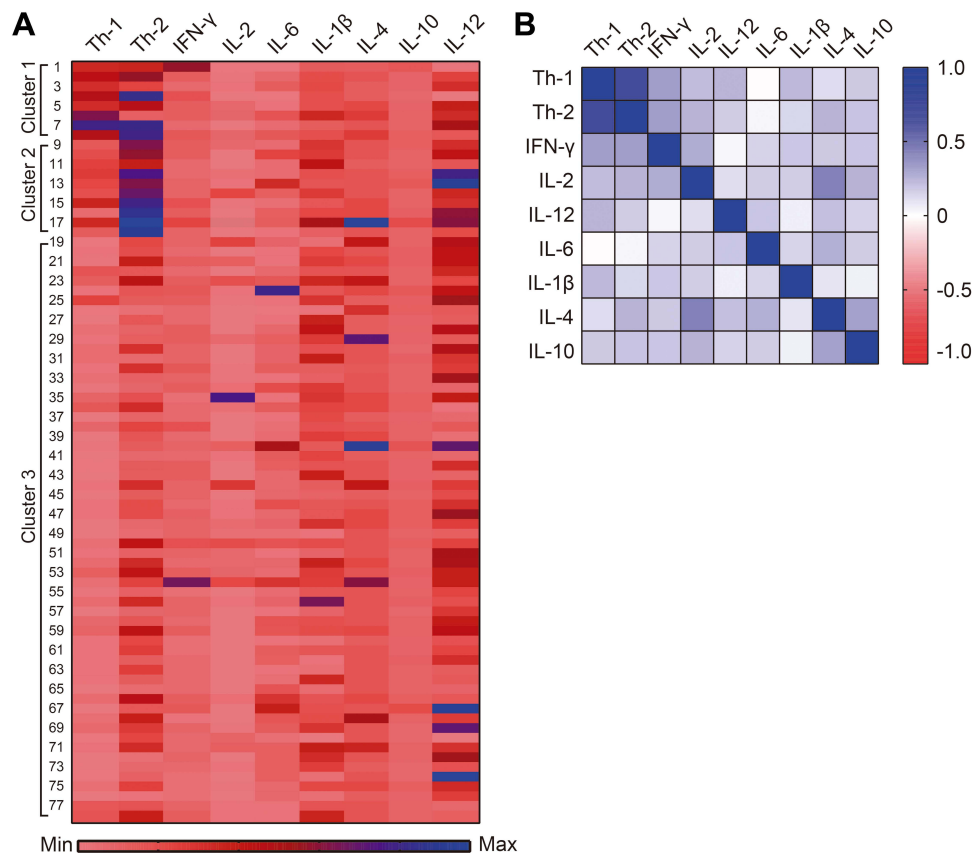 A
Th-1 Th-2 IFN-γ IL-2 IL-6 IL-1β IL-4 IL-10 IL-12
Cluster 1
1
3
5
7
Cluster 2
9
11
13
15
17
Cluster 3
19
21
23
25
27
29
31
33
35
37
39
41
43
45
47
49
51
53
55
57
59
61
63
65
67
69
71
73
75
77
Min Max
B
Th-1 Th-2 IFN-γ IL-2 IL-12 IL-6 IL-1β IL-4 IL-10
Th-1
Th-2
IFN-γ
IL-2
IL-12
IL-6
IL-1β
IL-4
IL-10
1.0
0.5
0
-0.5
-1.0